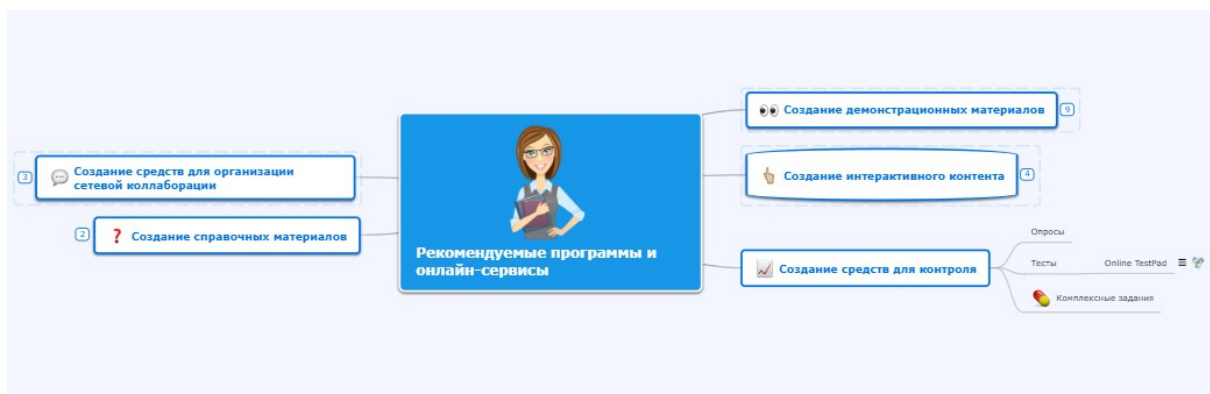 Создание демонстрационных материалов 9
3 Создание средств для организации
сетевой коллаборации
Создание интерактивного контента 4
2 Создание справочных материалов
Рекомендуемые программы и
онлайн-сервисы
Создание средств для контроля
Опросы
Тесты Online TestPad
Комплексные задания